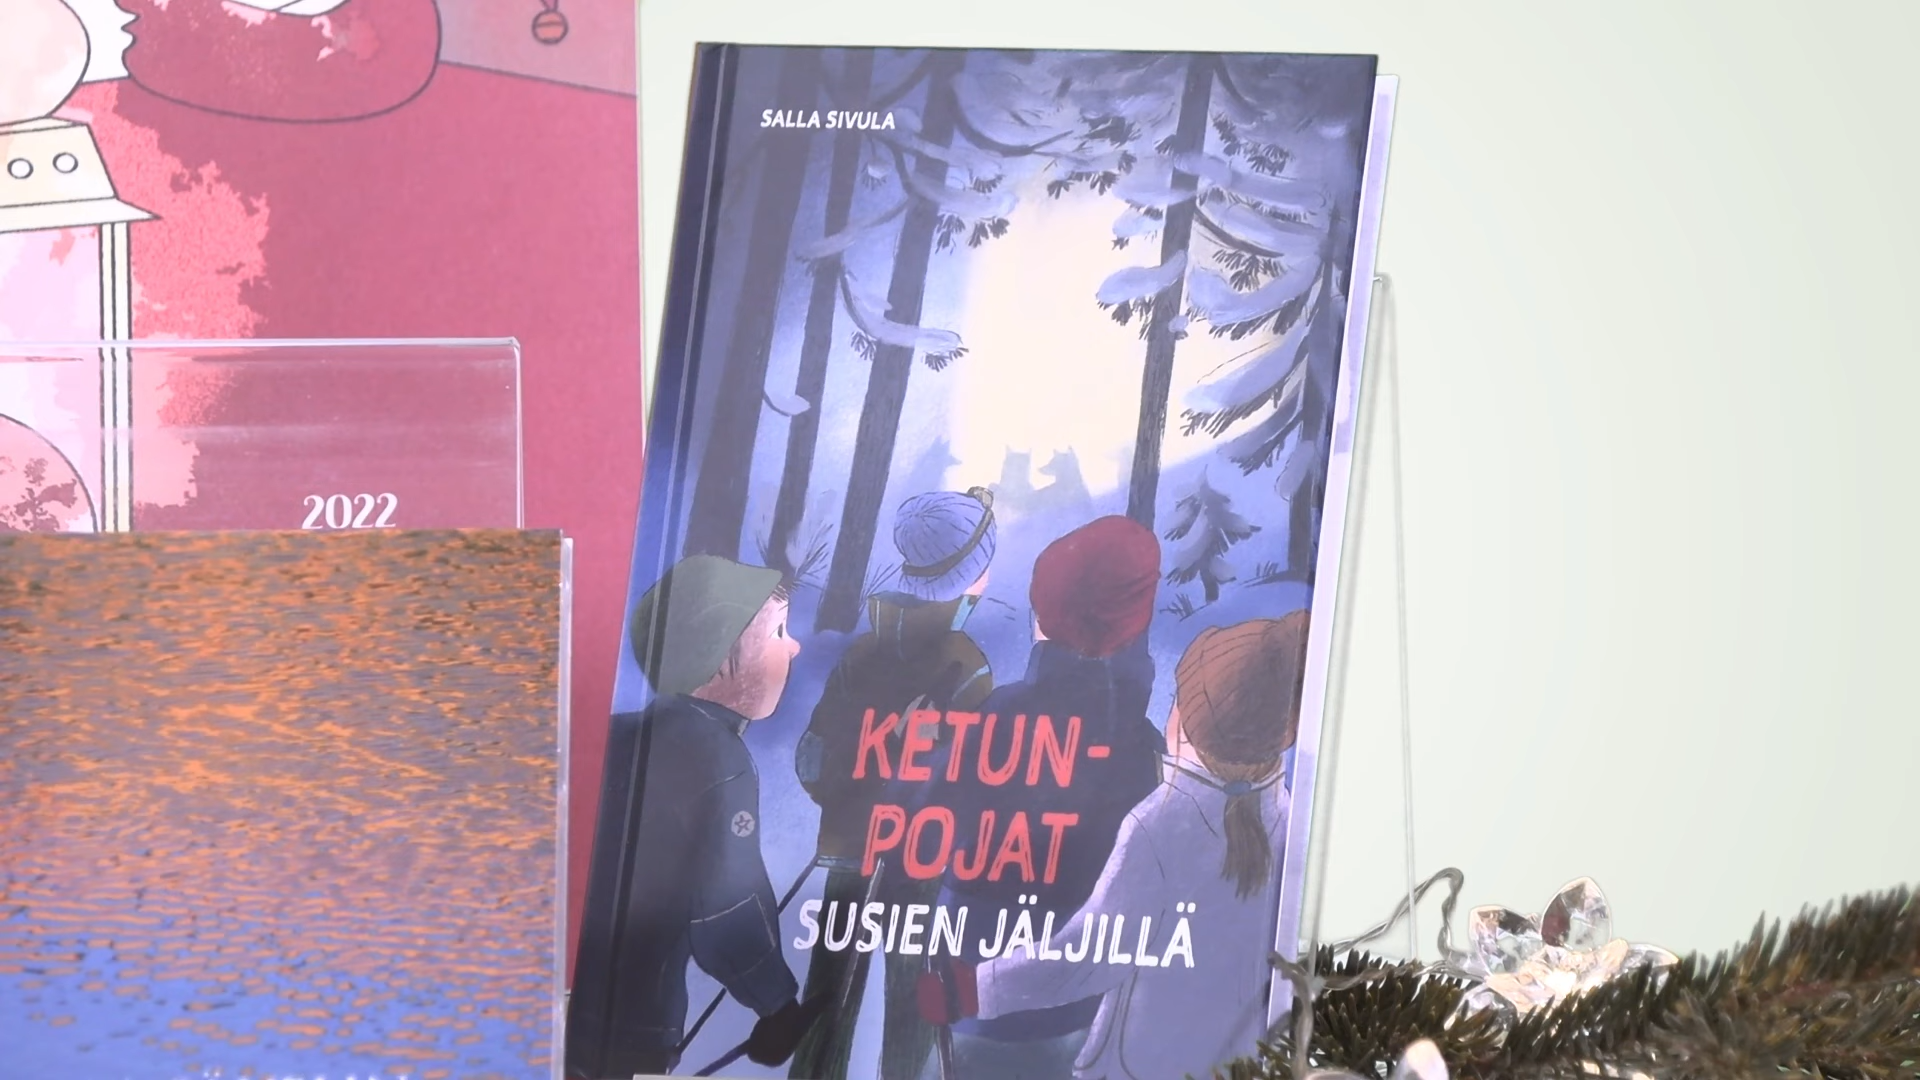 SALLA SIVULA
2022
KETUN-
POJAT
SUSIEN JÄLJILLÄ